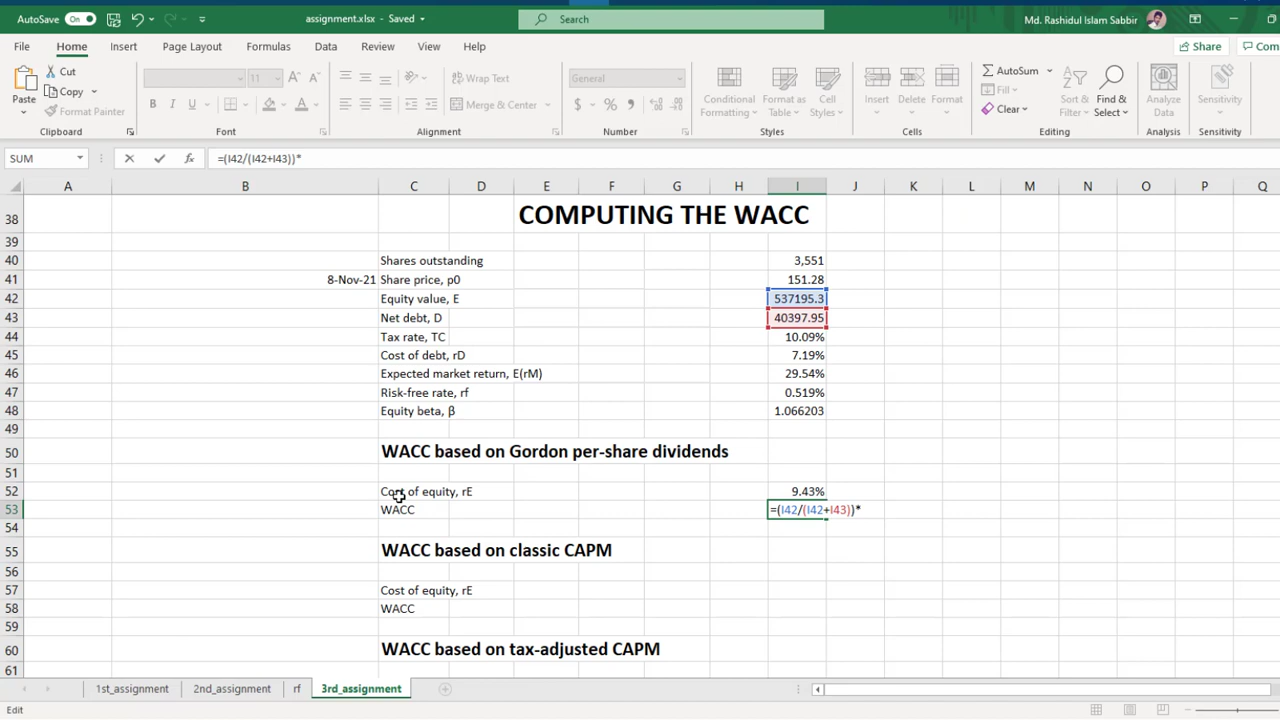 AutoSave On assignment.xlsx - Saved Search Md. Rashidul Islam Sabbir
File Home Insert Page Layout Formulas Data Review View Help Share Com
Paste Cut Copy Format Painter
Clipboard
11
B I U
Font
Wrap Text
Merge & Center
Alignment
General
$ % 9
Number
Conditional Formatting Format as Table Cell Styles
Styles
Insert Delete Format
Cells
AutoSum Fill Clear Sort & Filter Find & Select
Editing
Analyze Data
Analysis
Sensitivity
Sensitivity
SUM fx =(I42/(I42+I43))*
A B C D E F G H I J K L M N O P Q
38 COMPUTING THE WACC
39
40 Shares outstanding 3,551
41 8-Nov-21 Share price, p0 151.28
42 Equity value, E 537195.3
43 Net debt, D 40397.95
44 Tax rate, TC 10.09%
45 Cost of debt, rD 7.19%
46 Expected market return, E(rM) 29.54%
47 Risk-free rate, rf 0.519%
48 Equity beta, β 1.066203
49
50 WACC based on Gordon per-share dividends
51
52 Cost of equity, rE 9.43%
53 WACC =(I42/(I42+I43))*
54
55 WACC based on classic CAPM
56
57 Cost of equity, rE
58 WACC
59
60 WACC based on tax-adjusted CAPM
61
1st_assignment 2nd_assignment rf 3rd_assignment
Edit